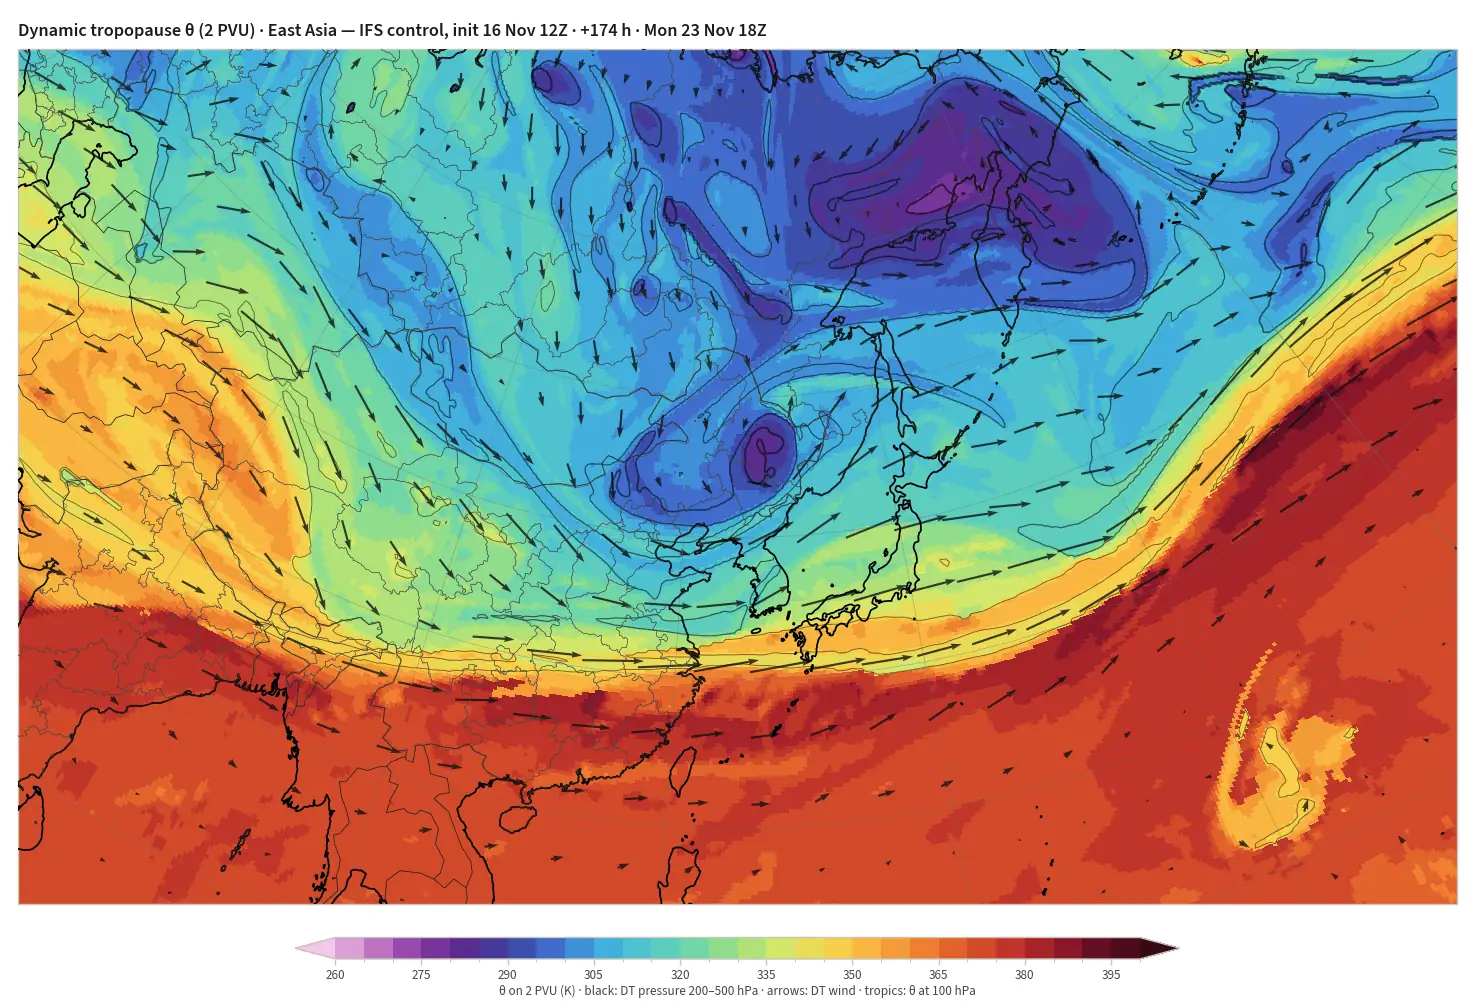 Dynamic tropopause θ (2 PVU) · East Asia — IFS control, init 16 Nov 12Z · +174 h · Mon 23 Nov 18Z
260 275 290 305 320 335 350 365 380 395
θ on 2 PVU (K) · black: DT pressure 200–500 hPa · arrows: DT wind · tropics: θ at 100 hPa